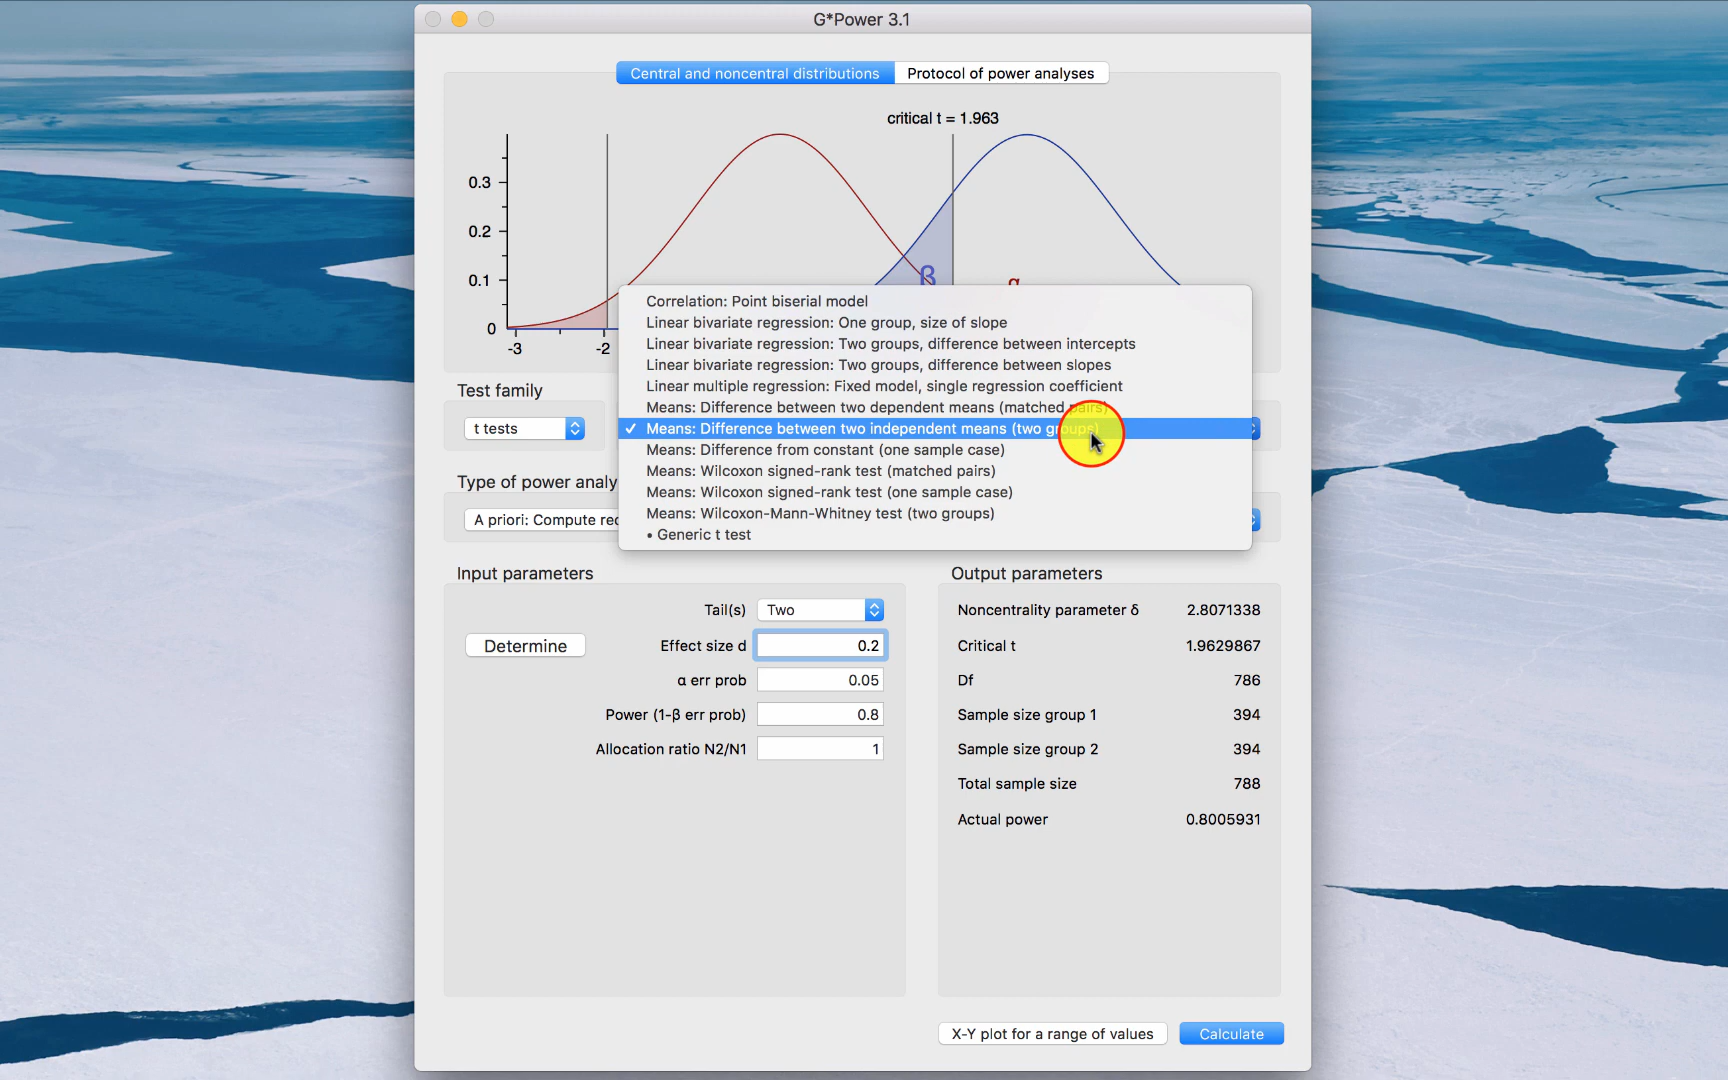 G*Power 3.1
Central and noncentral distributions
Protocol of power analyses
critical t = 1.963
0.3
0.2
0.1
0
-3
-2
β
α
Correlation: Point biserial model
Linear bivariate regression: One group, size of slope
Linear bivariate regression: Two groups, difference between intercepts
Linear bivariate regression: Two groups, difference between slopes
Linear multiple regression: Fixed model, single regression coefficient
Means: Difference between two dependent means (matched pairs)
✓ Means: Difference between two independent means (two groups)
Means: Difference from constant (one sample case)
Means: Wilcoxon signed-rank test (matched pairs)
Means: Wilcoxon signed-rank test (one sample case)
Means: Wilcoxon-Mann-Whitney test (two groups)
• Generic t test
Test family
t tests
Type of power analy
A priori: Compute rec
Input parameters
Tail(s) Two
Determine
Effect size d 0.2
α err prob 0.05
Power (1-β err prob) 0.8
Allocation ratio N2/N1 1
Output parameters
Noncentrality parameter δ 2.8071338
Critical t 1.9629867
Df 786
Sample size group 1 394
Sample size group 2 394
Total sample size 788
Actual power 0.8005931
X-Y plot for a range of values
Calculate